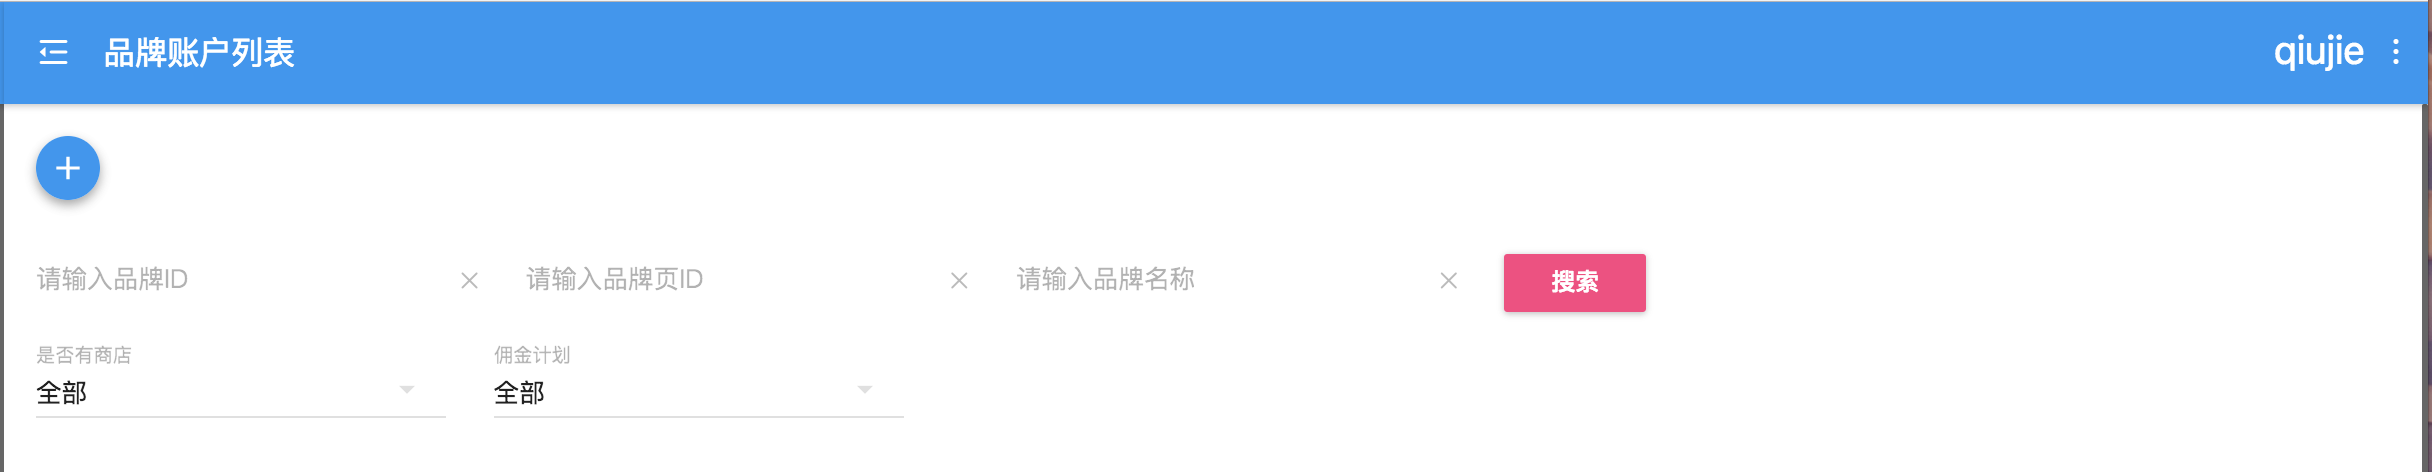 品牌账户列表
qiujie
请输入品牌ID
请输入品牌页ID
请输入品牌名称
搜索
是否有商店
佣金计划
全部
全部